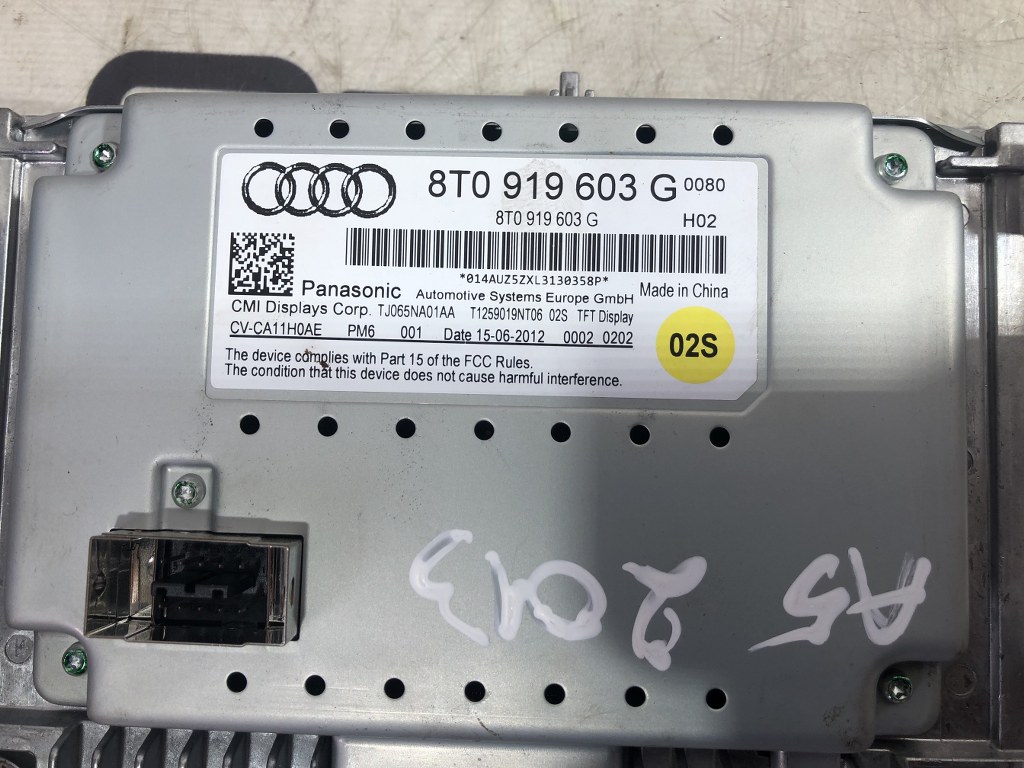 8T0 919 603 G 0080
8T0 919 603 G H02
*014AUZ5ZXL3130358P*
Panasonic Automotive Systems Europe GmbH Made in China
CMI Displays Corp. TJ065NA01AA T1259019NT06 02S TFT Display
CV-CA11H0AE PM6 001 Date 15-06-2012 0002 0202
02S
The device complies with Part 15 of the FCC Rules.
The condition that this device does not cause harmful interference.
A5 2013